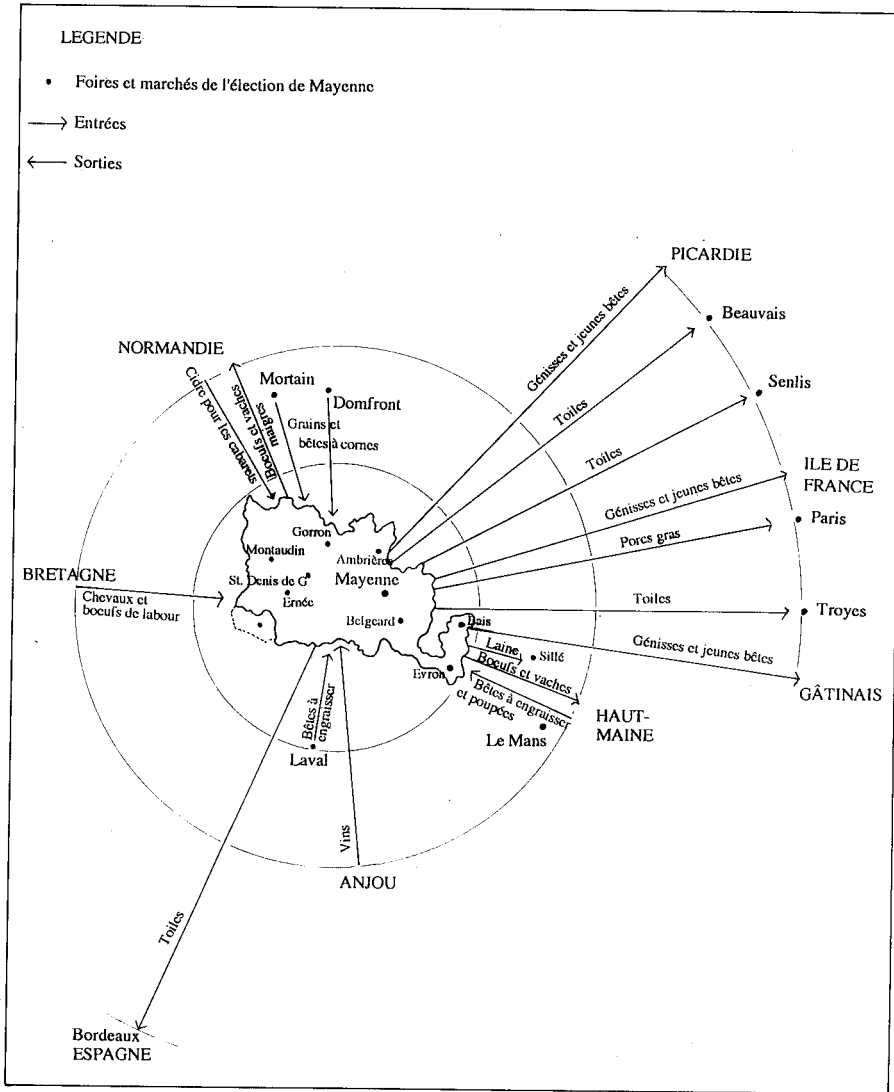 LEGENDE
Foires et marchés de l'élection de Mayenne
Entrées
Sorties
PICARDIE
Beauvais
Génisses et jeunes bêtes
Toiles
Senlis
Toiles
NORMANDIE
Cidre pour les cabarets
Boeufs et vaches
maigres
Mortain
Domfront
Grains et
bêtes à cornes
ILE DE
FRANCE
Génisses et jeunes bêtes
Paris
Porcs gras
Gorron
Montaudin
Ambrières
BRETAGNE
Chevaux et
boeufs de labour
St. Denis de G
Mayenne
Ernée
Belgeard
Toiles
Troyes
Bais
Génisses et jeunes bêtes
GÂTINAIS
Laine
Sillé
Boeufs et vaches
Evron
Bêtes à engraisser
et poupées
HAUT-
MAINE
Le Mans
Bêtes à
engraisser
Laval
Vins
ANJOU
Toiles
Bordeaux
ESPAGNE